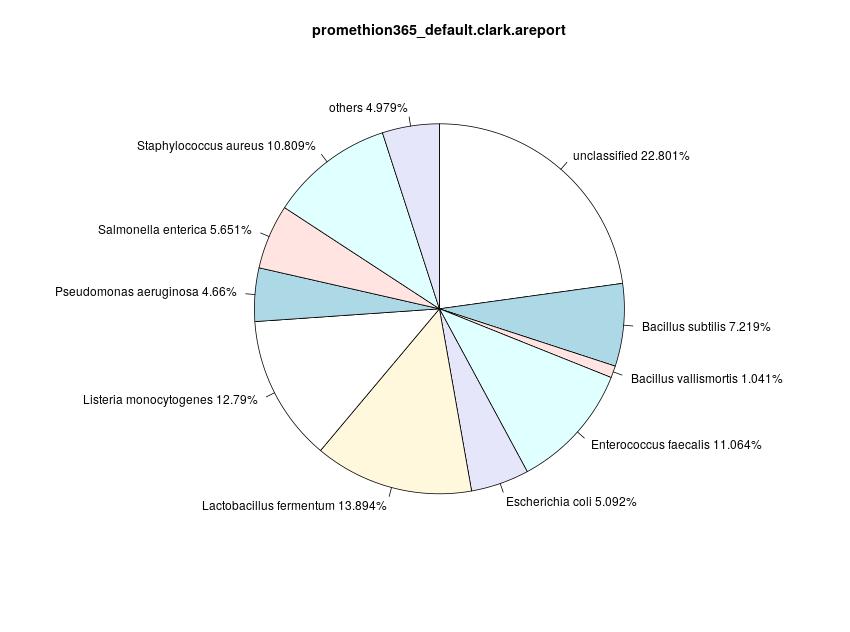 promethion365_default.clark.areport
others 4.979%
unclassified 22.801%
Staphylococcus aureus 10.809%
Salmonella enterica 5.651%
Pseudomonas aeruginosa 4.66%
Bacillus subtilis 7.219%
Bacillus vallismortis 1.041%
Listeria monocytogenes 12.79%
Enterococcus faecalis 11.064%
Lactobacillus fermentum 13.894%
Escherichia coli 5.092%